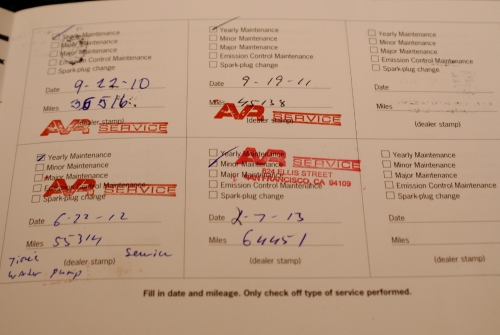 Yearly Maintenance
Minor Maintenance
Major Maintenance
Emission Control Maintenance
Spark-plug change
Date 9-22-10
Miles
(dealer stamp)
AVR SERVICE
Yearly Maintenance
Minor Maintenance
Major Maintenance
Emission Control Maintenance
Spark-plug change
Date 9-19-11
Miles 45138
AVR SERVICE
(dealer stamp)
Yearly Maintenance
Minor Maintenance
Major Maintenance
Emission Control Maintenance
Spark-plug change
Date
Miles
(dealer stamp)
Yearly Maintenance
Minor Maintenance
Major Maintenance
Emission Control Maintenance
AVR SERVICE
Spark-plug change
Date 6-22-12
Miles 55314
(dealer stamp)
Service
Water Pump
Yearly Maintenance
AVR SERVICE
Minor Maintenance
Major Maintenance
824 ELLIS STREET
SAN FRANCISCO, CA 94109
Emission Control Maintenance
Spark-plug change
Date 2-7-13
Miles 64451
(dealer stamp)
Yearly Maintenance
Minor Maintenance
Major Maintenance
Emission Control Maintenance
Spark-plug change
Date
Miles
(dealer stamp)
Fill in date and mileage. Only check off type of service performed.